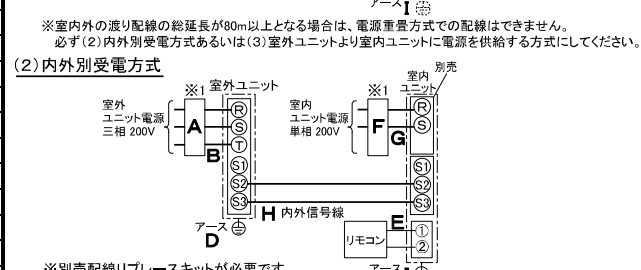 アース I
※室内外の渡り配線の総延長が80m以上となる場合は、電源重畳方式での配線はできません。
必ず(2)内外別受電方式あるいは(3)室外ユニットより室内ユニットに電源を供給する方式にしてください。
(2)内外別受電方式
別売
※1 室外ユニット ※1 室内ユニット
室外
ユニット電源
三相 200V
A
B
R
S
T
S1
S2
S3
室内
ユニット電源
単相 200V
F
G
R
S
S1
S2
S3
H 内外信号線
アース
D
リモコン
E
①
②
※別売配線リプレースキットが必要です
アース